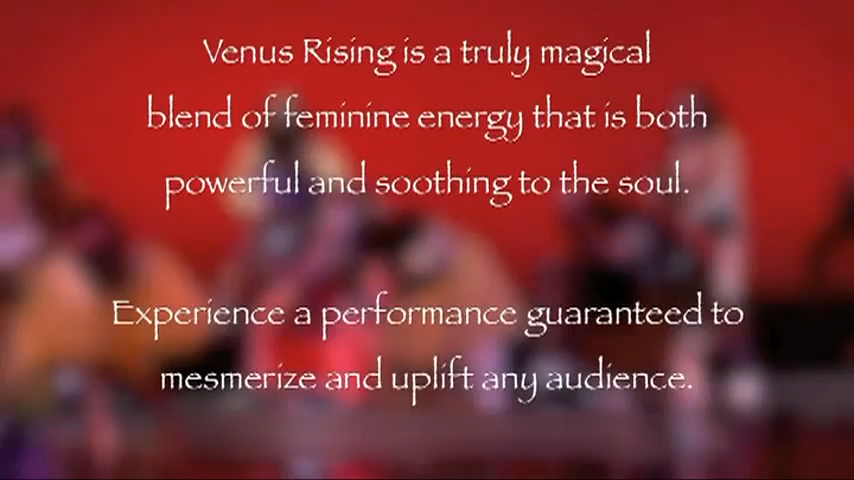 Venus Rising is a truly magical
blend of feminine energy that is both
powerful and soothing to the soul.
Experience a performance guaranteed to
mesmerize and uplift any audience.